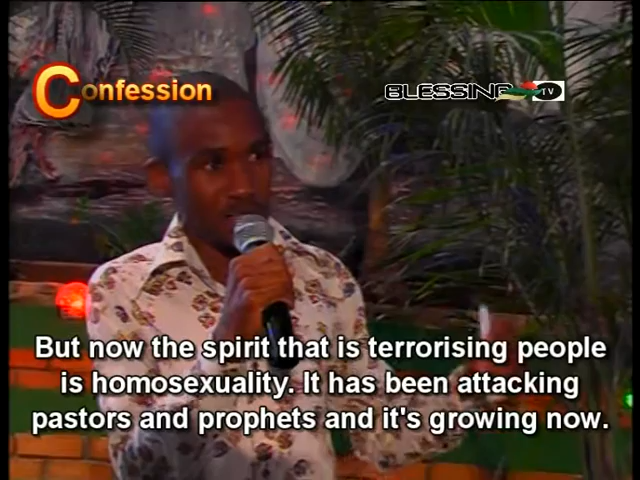 Confession
BLESSING TV
But now the spirit that is terrorising people
is homosexuality. It has been attacking
pastors and prophets and it's growing now.